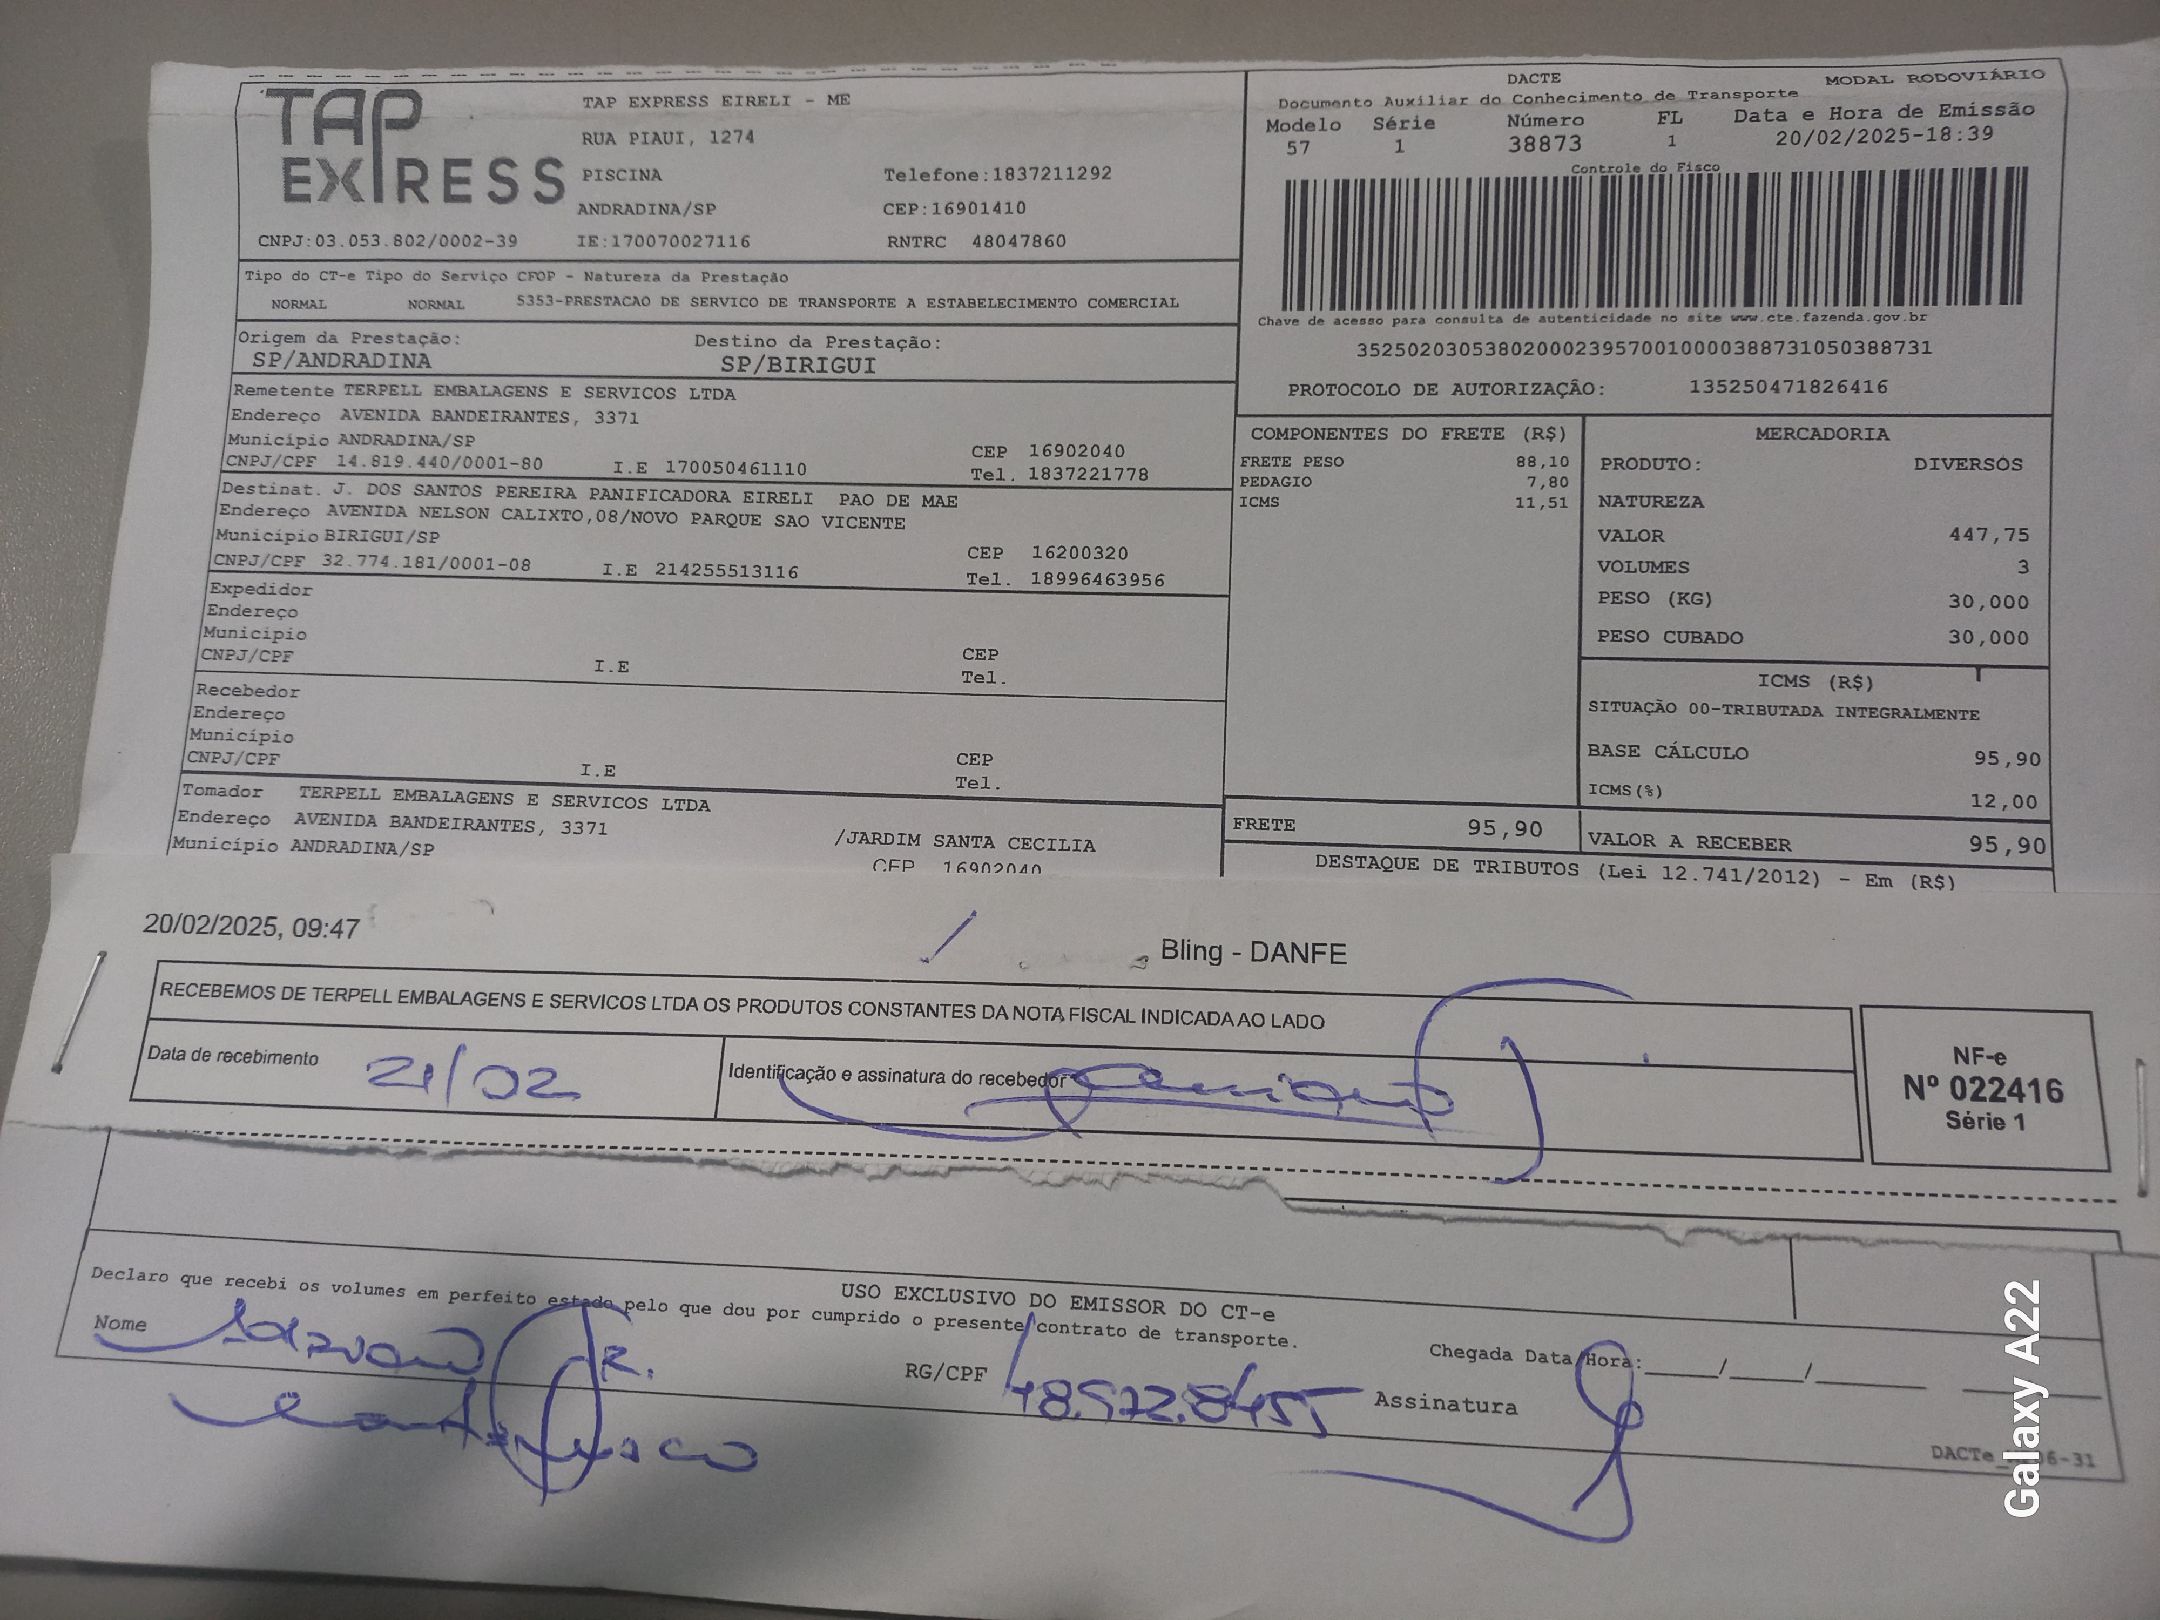 TAP EXPRESS
TAP EXPRESS EIRELI - ME
RUA PIAUI, 1274
PISCINA Telefone:1837211292
ANDRADINA/SP CEP:16901410
CNPJ:03.053.802/0002-39 IE:170070027116 RNTRC 48047860
DACTE MODAL RODOVIÁRIO
Documento Auxiliar do Conhecimento de Transporte
Modelo Série Número FL Data e Hora de Emissão
57 1 38873 1 20/02/2025-18:39
Controle do Fisco
Chave de acesso para consulta de autenticidade no site www.cte.fazenda.gov.br
35250203053802000239570010000388731050388731
PROTOCOLO DE AUTORIZAÇÃO: 135250471826416
Tipo do CT-e Tipo do Serviço CFOP - Natureza da Prestação
NORMAL NORMAL 5353-PRESTACAO DE SERVICO DE TRANSPORTE A ESTABELECIMENTO COMERCIAL
Origem da Prestação: Destino da Prestação:
SP/ANDRADINA SP/BIRIGUI
Remetente TERPELL EMBALAGENS E SERVICOS LTDA
Endereço AVENIDA BANDEIRANTES, 3371
Município ANDRADINA/SP CEP 16902040
CNPJ/CPF 14.819.440/0001-80 I.E 170050461110 Tel. 1837221778
Destinat. J. DOS SANTOS PEREIRA PANIFICADORA EIRELI PAO DE MAE
Endereço AVENIDA NELSON CALIXTO,08/NOVO PARQUE SAO VICENTE
Município BIRIGUI/SP CEP 16200320
CNPJ/CPF 32.774.181/0001-08 I.E 214255513116 Tel. 18996463956
Expedidor
Endereço
Município
CNPJ/CPF I.E CEP
Tel.
Recebedor
Endereço
Município
CNPJ/CPF I.E CEP
Tel.
Tomador TERPELL EMBALAGENS E SERVICOS LTDA
Endereço AVENIDA BANDEIRANTES, 3371 /JARDIM SANTA CECILIA
Município ANDRADINA/SP CEP 16902040
COMPONENTES DO FRETE (R$)
FRETE PESO 88,10
PEDAGIO 7,80
ICMS 11,51
MERCADORIA
PRODUTO: DIVERSOS
NATUREZA
VALOR 447,75
VOLUMES 3
PESO (KG) 30,000
PESO CUBADO 30,000
ICMS (R$)
SITUAÇÃO 00-TRIBUTADA INTEGRALMENTE
BASE CÁLCULO 95,90
ICMS(%) 12,00
FRETE 95,90 VALOR A RECEBER 95,90
DESTAQUE DE TRIBUTOS (Lei 12.741/2012) - Em (R$)
20/02/2025, 09:47 Bling - DANFE
RECEBEMOS DE TERPELL EMBALAGENS E SERVICOS LTDA OS PRODUTOS CONSTANTES DA NOTA FISCAL INDICADA AO LADO
Data de recebimento 21/02 Identificação e assinatura do recebedor
NF-e
Nº 022416
Série 1
USO EXCLUSIVO DO EMISSOR DO CT-e
Declaro que recebi os volumes em perfeito estado pelo que dou por cumprido o presente contrato de transporte.
Nome RG/CPF 48.572.8455 Assinatura Chegada Data/Hora:____/____/______ 
Galaxy A22